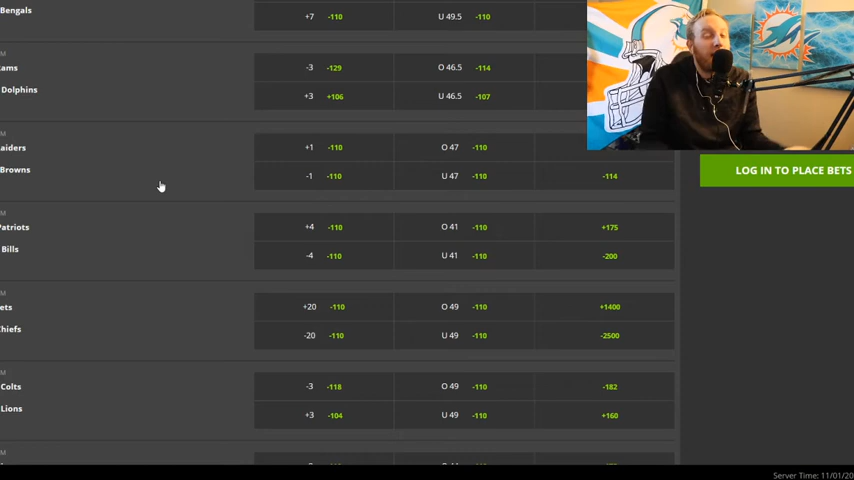 Bengals
+7 -110 U 49.5 -110
M
ams -3 -129 O 46.5 -114
Dolphins +3 +106 U 46.5 -107
M
aiders +1 -110 O 47 -110
Browns -1 -110 U 47 -110 -114
LOG IN TO PLACE BETS
M
Patriots +4 -110 O 41 -110 +175
Bills -4 -110 U 41 -110 -200
M
ets +20 -110 O 49 -110 +1400
Chiefs -20 -110 U 49 -110 -2500
M
Colts -3 -118 O 49 -110 -182
Lions +3 -104 U 49 -110 +160
M
Server Time: 11/01/20